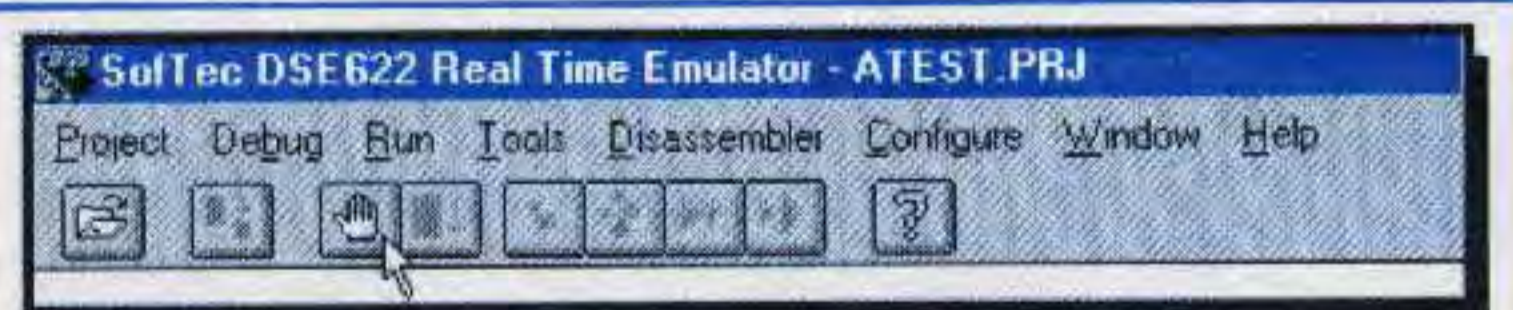 SofTec DSE622 Real Time Emulator - ATEST.PRJ
Project Debug Run Tools Disassembler Configure Window Help
?